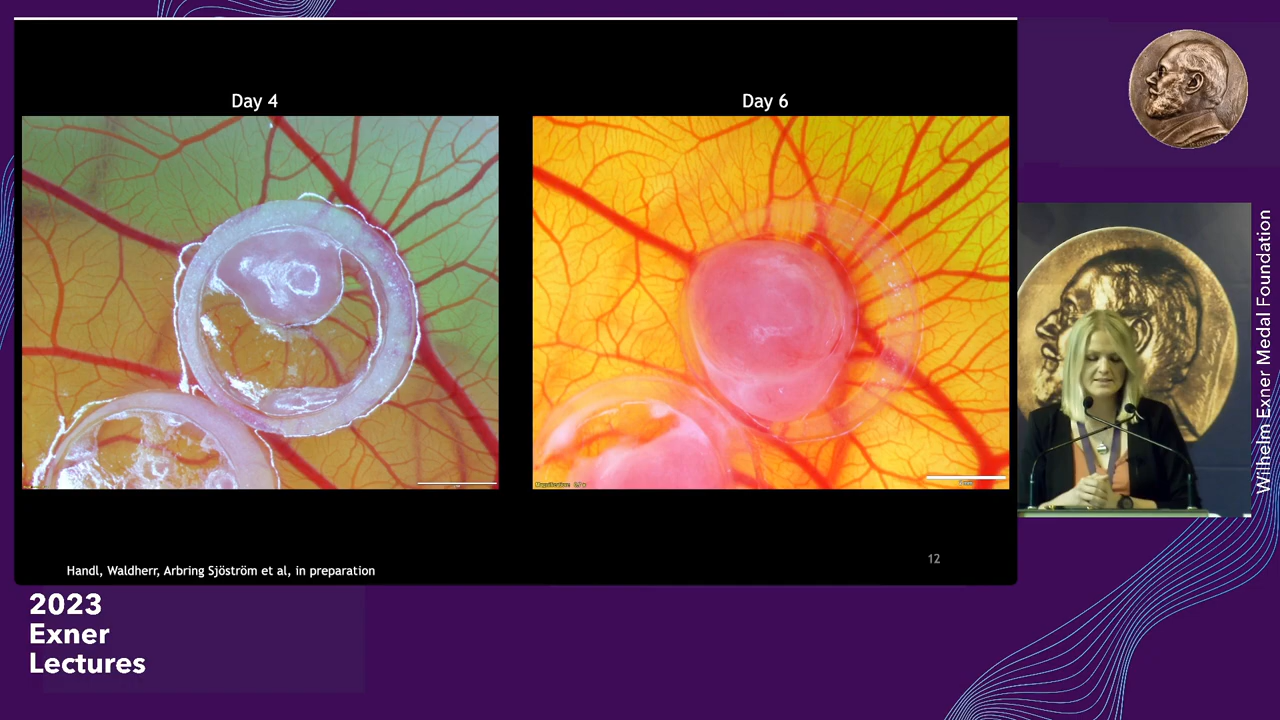 Day 4
Day 6
Handl, Waldherr, Arbring Sjöström et al, in preparation
12
2023
Exner
Lectures
Wilhelm Exner Medal Foundation